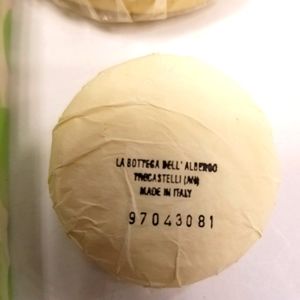 LA BOTTEGA DELL'ALBERGO
TRECASTELLI (AN)
MADE IN ITALY
97043081